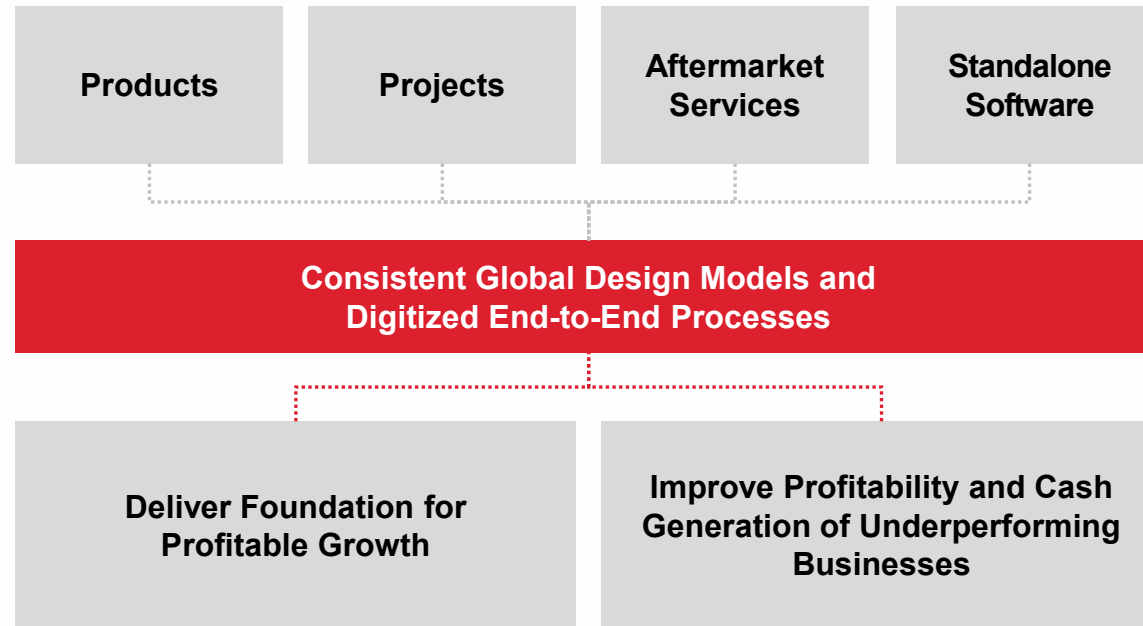 Products
Projects
Aftermarket
Services
Standalone
Software
Consistent Global Design Models and
Digitized End-to-End Processes
Deliver Foundation for
Profitable Growth
Improve Profitability and Cash
Generation of Underperforming
Businesses